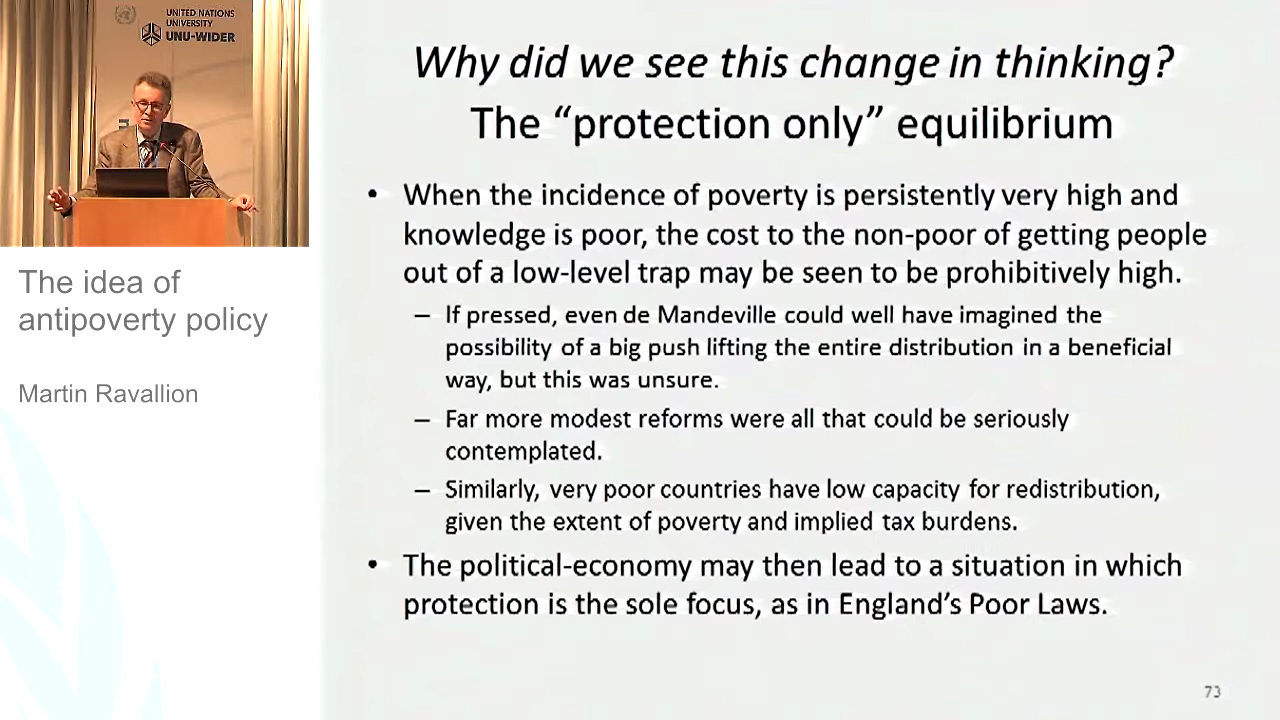 UNITED NATIONS
UNIVERSITY
UNU-WIDER
The idea of
antipoverty policy
Martin Ravallion
Why did we see this change in thinking?
The “protection only” equilibrium
• When the incidence of poverty is persistently very high and
knowledge is poor, the cost to the non-poor of getting people
out of a low-level trap may be seen to be prohibitively high.
– If pressed, even de Mandeville could well have imagined the
possibility of a big push lifting the entire distribution in a beneficial
way, but this was unsure.
– Far more modest reforms were all that could be seriously
contemplated.
– Similarly, very poor countries have low capacity for redistribution,
given the extent of poverty and implied tax burdens.
• The political-economy may then lead to a situation in which
protection is the sole focus, as in England’s Poor Laws.
73